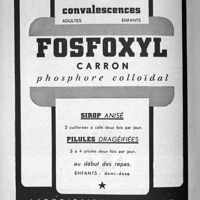 convalescences
ADULTES ENFANTS
FOSFOXYL
CARRON
phosphore colloïdal
SIROP ANISÉ
2 cuillerées à café deux fois par jour.
PILULES DRAGÉIFIÉES
3 à 4 pilules deux fois par jour.
au début des repas.
ENFANTS : demi-dose